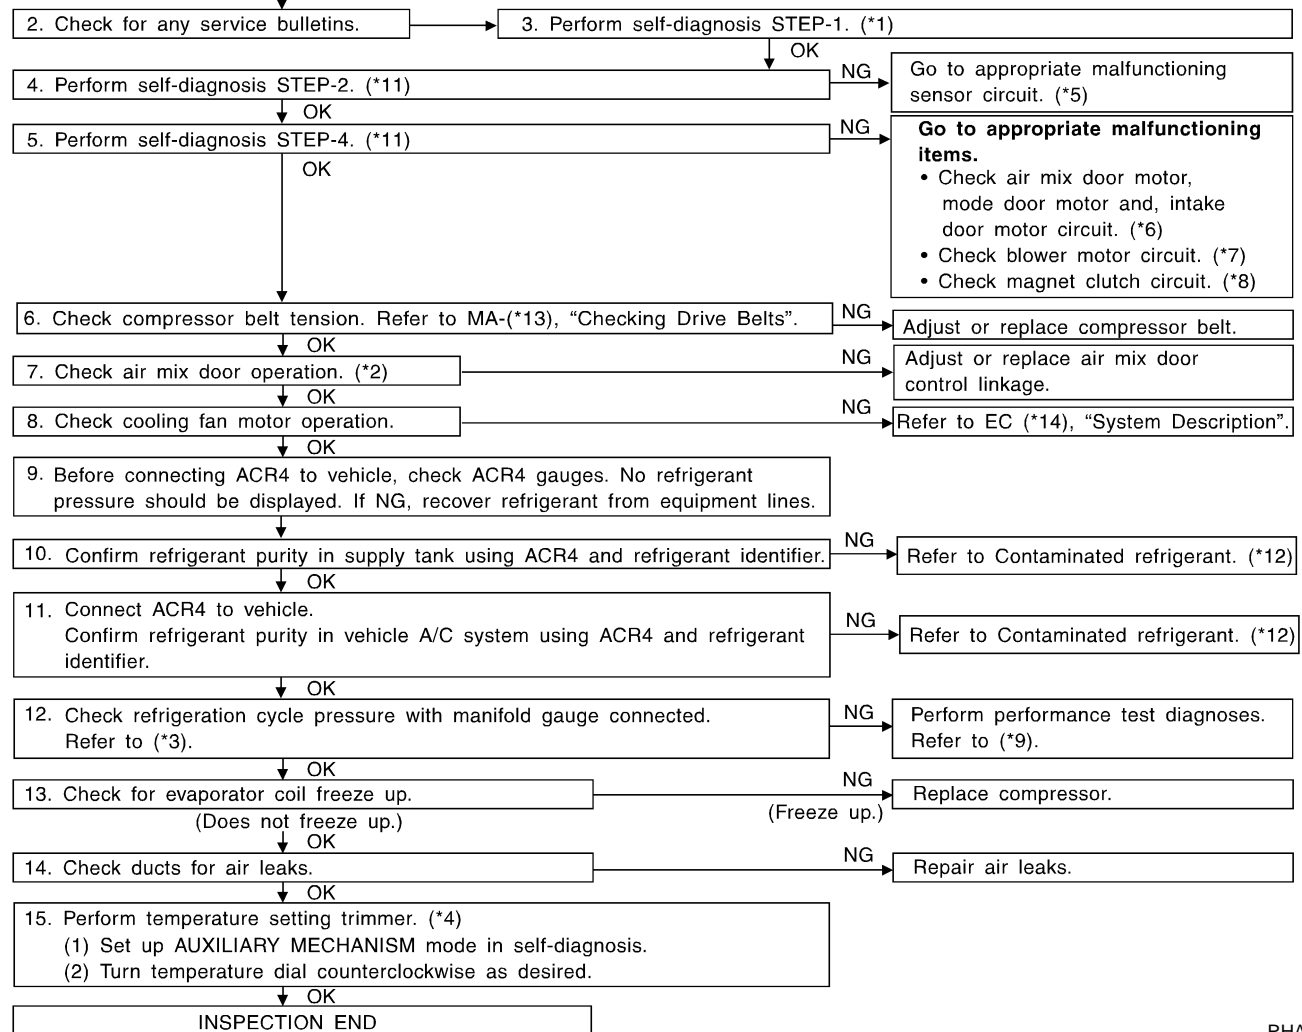 2. Check for any service bulletins.
3. Perform self-diagnosis STEP-1. (*1)
OK
4. Perform self-diagnosis STEP-2. (*11)
NG
Go to appropriate malfunctioning
sensor circuit. (*5)
OK
5. Perform self-diagnosis STEP-4. (*11)
NG
Go to appropriate malfunctioning
items.
• Check air mix door motor,
mode door motor and, intake
door motor circuit. (*6)
• Check blower motor circuit. (*7)
• Check magnet clutch circuit. (*8)
OK
6. Check compressor belt tension. Refer to MA-(*13), “Checking Drive Belts”.
NG
Adjust or replace compressor belt.
OK
7. Check air mix door operation. (*2)
NG
Adjust or replace air mix door
control linkage.
OK
8. Check cooling fan motor operation.
NG
Refer to EC (*14), “System Description”.
OK
9. Before connecting ACR4 to vehicle, check ACR4 gauges. No refrigerant
pressure should be displayed. If NG, recover refrigerant from equipment lines.
10. Confirm refrigerant purity in supply tank using ACR4 and refrigerant identifier.
NG
Refer to Contaminated refrigerant. (*12)
OK
11. Connect ACR4 to vehicle.
Confirm refrigerant purity in vehicle A/C system using ACR4 and refrigerant
identifier.
NG
Refer to Contaminated refrigerant. (*12)
OK
12. Check refrigeration cycle pressure with manifold gauge connected.
Refer to (*3).
NG
Perform performance test diagnoses.
Refer to (*9).
OK
13. Check for evaporator coil freeze up.
NG
(Freeze up.)
Replace compressor.
(Does not freeze up.)
OK
14. Check ducts for air leaks.
NG
Repair air leaks.
OK
15. Perform temperature setting trimmer. (*4)
(1) Set up AUXILIARY MECHANISM mode in self-diagnosis.
(2) Turn temperature dial counterclockwise as desired.
OK
INSPECTION END